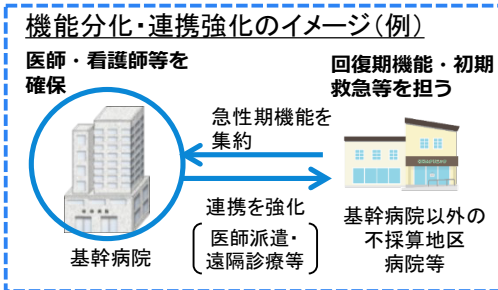 機能分化・連携強化のイメージ（例）
医師・看護師等を
確保
回復期機能・初期
救急等を担う
急性期機能を
集約
連携を強化
医師派遣・
遠隔診療等
基幹病院
基幹病院以外の
不採算地区
病院等